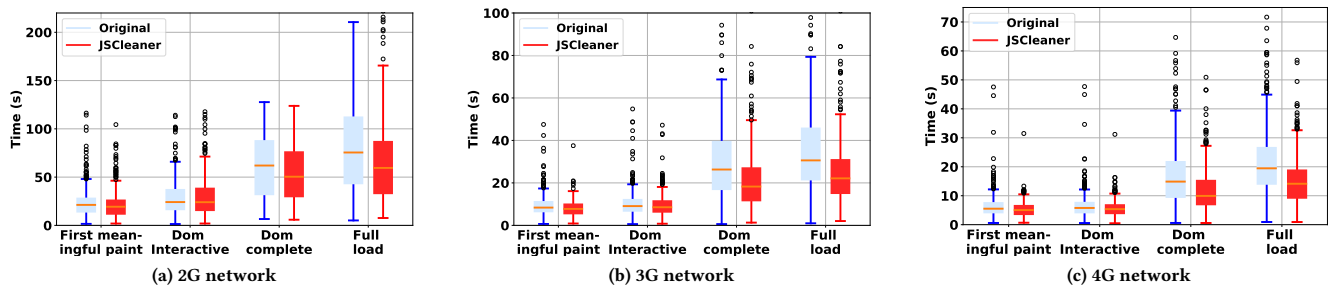 Time (s)
220
200
150
100
50
0
Original
JSCleaner
First mean-
ingful paint
Dom
Interactive
Dom
complete
Full
load
(a) 2G network
Time (s)
100
80
60
40
20
0
Original
JSCleaner
First mean-
ingful paint
Dom
Interactive
Dom
complete
Full
load
(b) 3G network
Time (s)
70
60
50
40
30
20
10
0
Original
JSCleaner
First mean-
ingful paint
Dom
Interactive
Dom
complete
Full
load
(c) 4G network